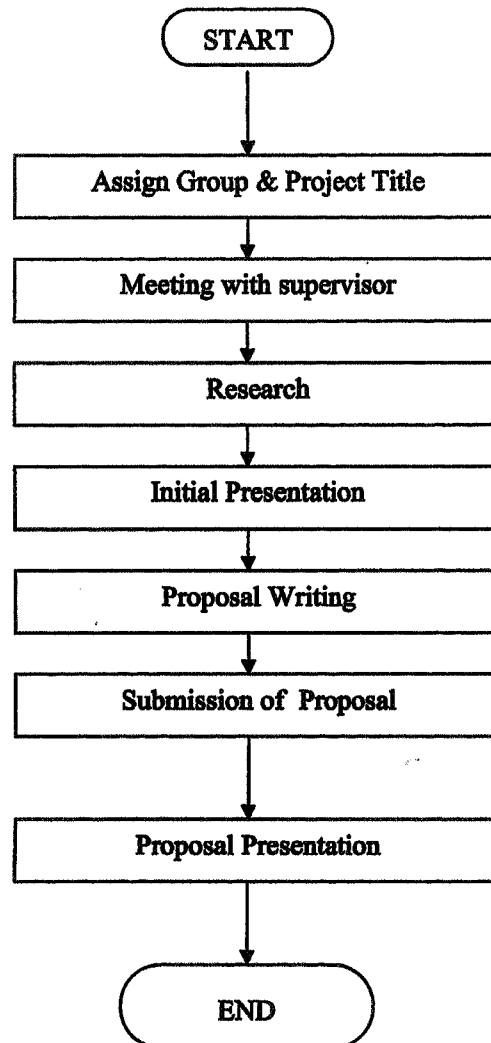 START
Assign Group & Project Title
Meeting with supervisor
Research
Initial Presentation
Proposal Writing
Submission of Proposal
Proposal Presentation
END